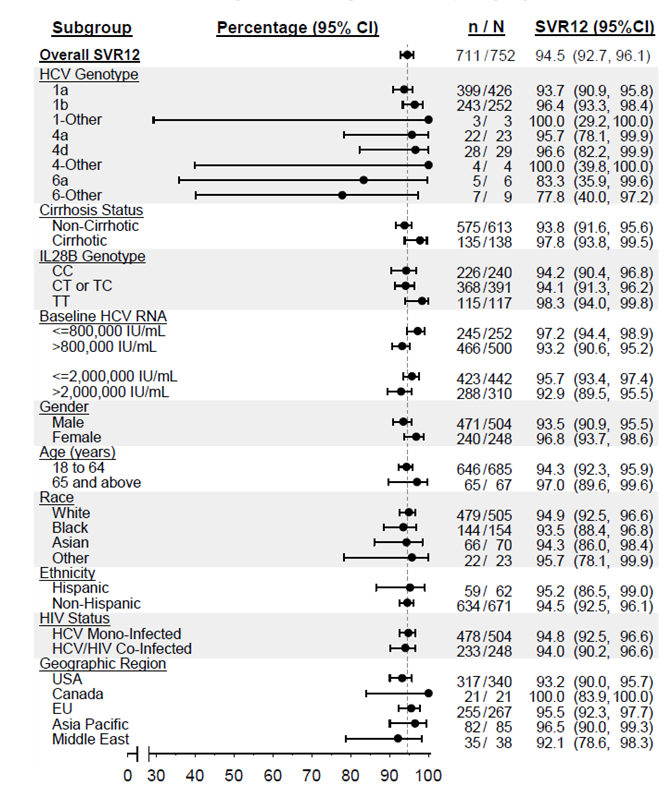 Subgroup Percentage (95% CI) n / N SVR12 (95%CI)
Overall SVR12 711/752 94.5 (92.7, 96.1)
HCV Genotype
1a 399/426 93.7 (90.9, 95.8)
1b 243/252 96.4 (93.3, 98.4)
1-Other 3/ 3 100.0 (29.2, 100.0)
4a 22/ 23 95.7 (78.1, 99.9)
4d 28/ 29 96.6 (82.2, 99.9)
4-Other 4/ 4 100.0 (39.8, 100.0)
6a 5/ 6 83.3 (35.9, 99.6)
6-Other 7/ 9 77.8 (40.0, 97.2)
Cirrhosis Status
Non-Cirrhotic 575/613 93.8 (91.6, 95.6)
Cirrhotic 135/138 97.8 (93.8, 99.5)
IL28B Genotype
CC 226/240 94.2 (90.4, 96.8)
CT or TC 368/391 94.1 (91.3, 96.2)
TT 115/117 98.3 (94.0, 99.8)
Baseline HCV RNA
<=800,000 IU/mL 245/252 97.2 (94.4, 98.9)
>800,000 IU/mL 466/500 93.2 (90.6, 95.2)
<=2,000,000 IU/mL 423/442 95.7 (93.4, 97.4)
>2,000,000 IU/mL 288/310 92.9 (89.5, 95.5)
Gender
Male 471/504 93.5 (90.9, 95.5)
Female 240/248 96.8 (93.7, 98.6)
Age (years)
18 to 64 646/685 94.3 (92.3, 95.9)
65 and above 65/ 67 97.0 (89.6, 99.6)
Race
White 479/505 94.9 (92.5, 96.6)
Black 144/154 93.5 (88.4, 96.8)
Asian 66/ 70 94.3 (86.0, 98.4)
Other 22/ 23 95.7 (78.1, 99.9)
Ethnicity
Hispanic 59/ 62 95.2 (86.5, 99.0)
Non-Hispanic 634/671 94.5 (92.5, 96.1)
HIV Status
HCV Mono-Infected 478/504 94.8 (92.5, 96.6)
HCV/HIV Co-Infected 233/248 94.0 (90.2, 96.6)
Geographic Region
USA 317/340 93.2 (90.0, 95.7)
Canada 21/ 21 100.0 (83.9, 100.0)
EU 255/267 95.5 (92.3, 97.7)
Asia Pacific 82/ 85 96.5 (90.0, 99.3)
Middle East 35/ 38 92.1 (78.6, 98.3)
0 30 40 50 60 70 80 90 100